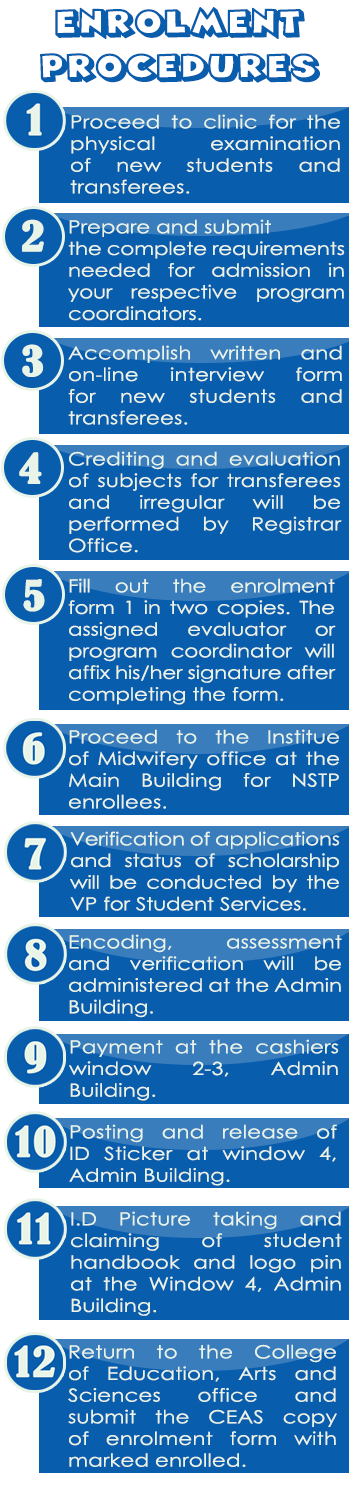 ENROLMENT
PROCEDURES
1
Proceed to clinic for the
physical examination
of new students and
transferees.
2
Prepare and submit
the complete requirements
needed for admission in
your respective program
coordinators.
3
Accomplish written and
on-line interview form
for new students and
transferees.
4
Crediting and evaluation
of subjects for transferees
and irregular will be
performed by Registrar
Office.
5
Fill out the enrolment
form 1 in two copies. The
assigned evaluator or
program coordinator will
affix his/her signature after
completing the form.
6
Proceed to the Institue
of Midwifery office at the
Main Building for NSTP
enrollees.
7
Verification of applications
and status of scholarship
will be conducted by the
VP for Student Services.
8
Encoding, assessment
and verification will be
administered at the Admin
Building.
9
Payment at the cashiers
window 2-3, Admin
Building.
10
Posting and release of
ID Sticker at window 4,
Admin Building.
11
I.D Picture taking and
claiming of student
handbook and logo pin
at the Window 4, Admin
Building.
12
Return to the College
of Education, Arts and
Sciences office and
submit the CEAS copy
of enrolment form with
marked enrolled.